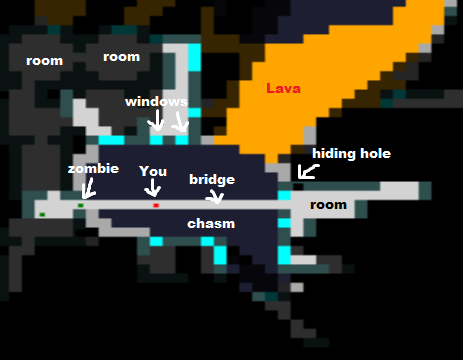 room
room
Lava
windows
hiding hole
zombie
You
bridge
room
chasm